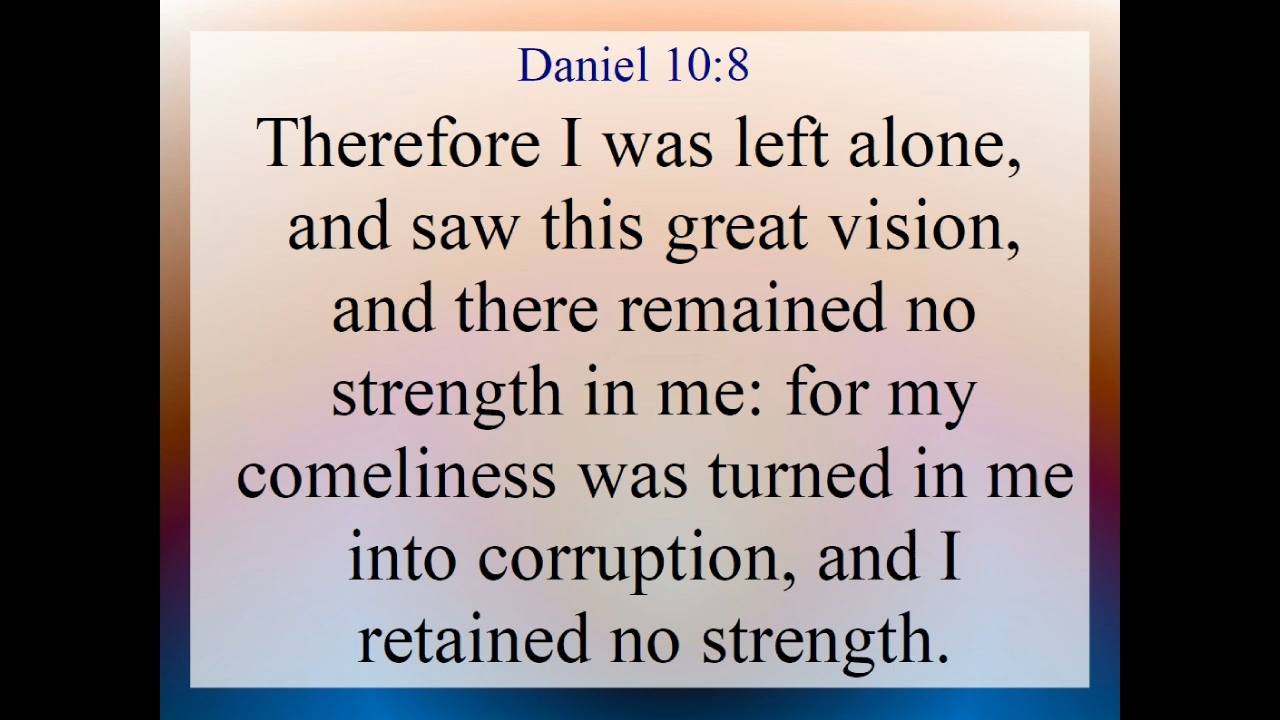 Daniel 10:8
Therefore I was left alone,
and saw this great vision,
and there remained no
strength in me: for my
comeliness was turned in me
into corruption, and I
retained no strength.